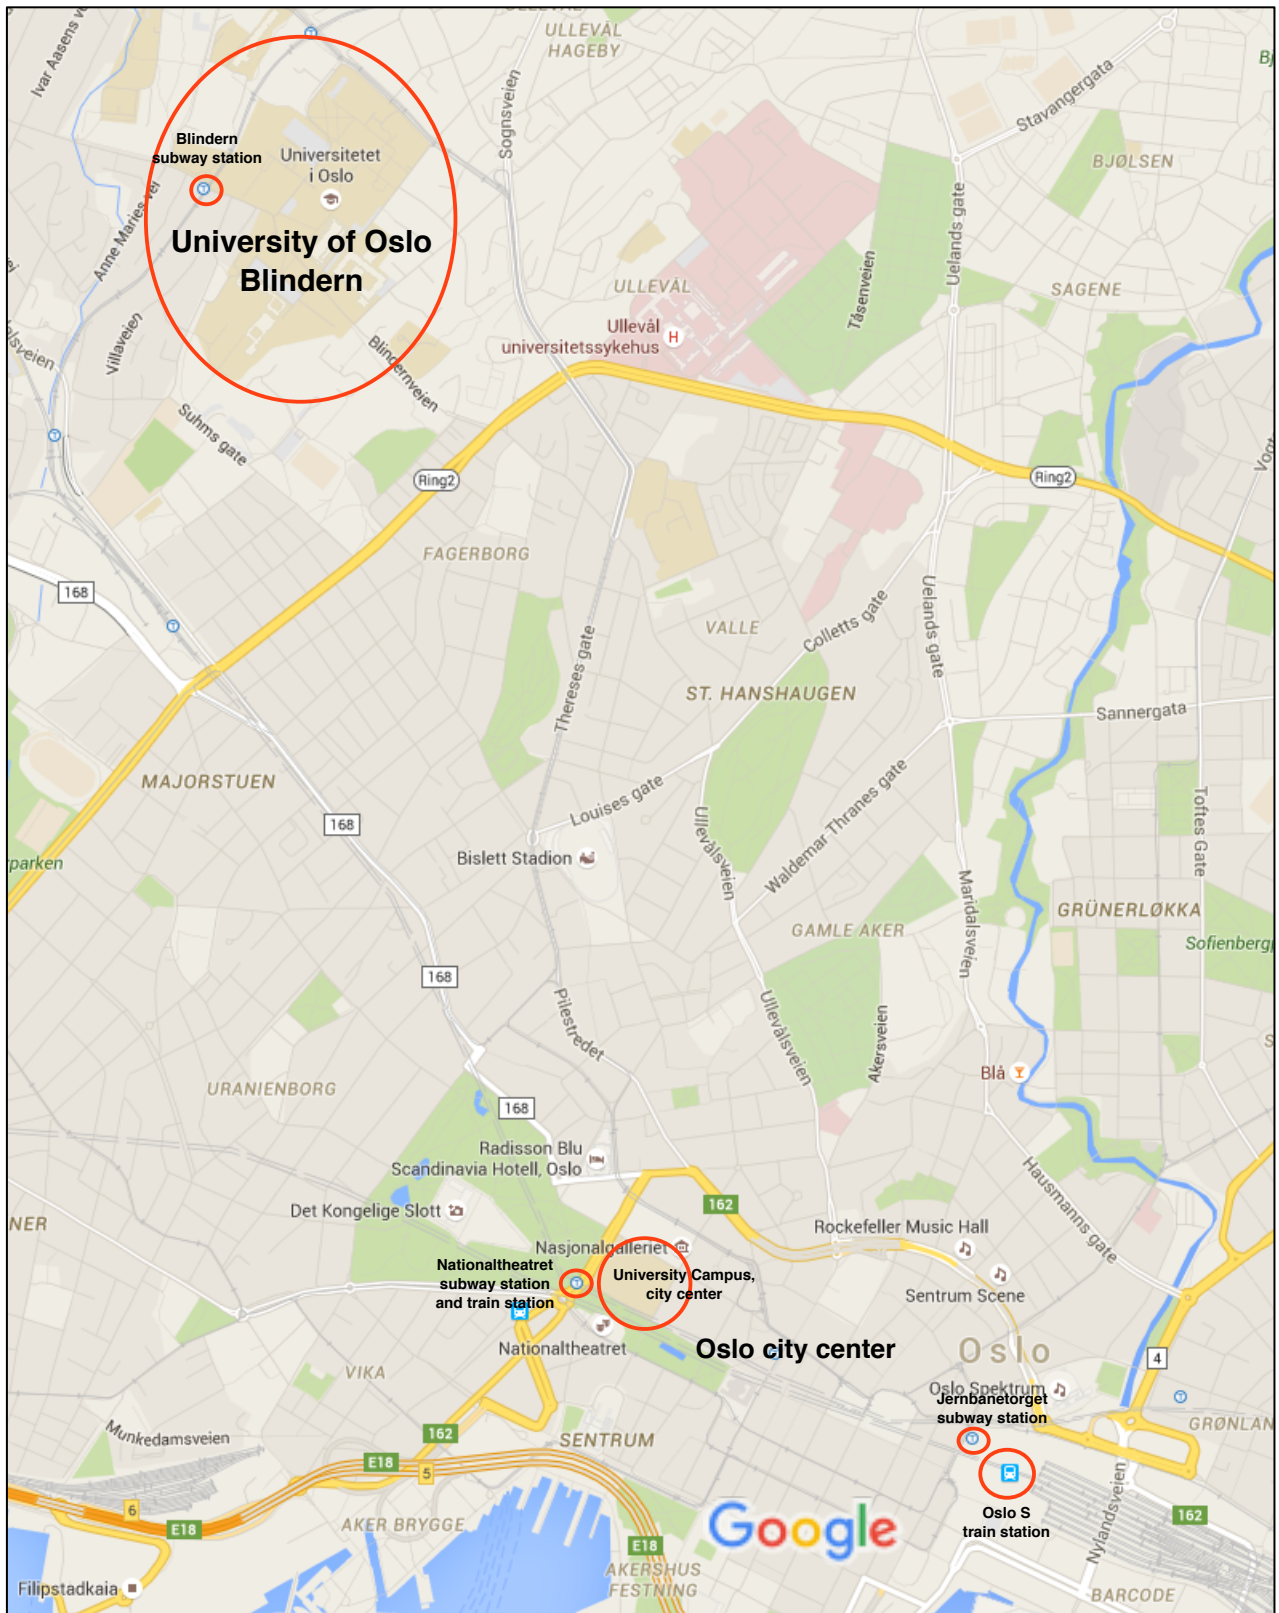 ULLEVÅL
HAGEBY
Ivar Aasens
Sognsveien
Stavangergata
Blindern
subway station
Universitetet
i Oslo
BJØLSEN
Anne Maries vei
Uelands gate
University of Oslo
Blindern
Tåsenveien
ULLEVÅL
SAGENE
Ullevål
universitetssykehus
H
Villaveien
Blindernveien
Suhms gate
Ring2
Ring2
FAGERBORG
168
Uelands gate
Colletts gate
VALLE
Thereses gate
ST. HANSHAUGEN
Sannergata
MAJORSTUEN
168
Louises gate
Ullevålsveien
Waldemar Thranes gate
Toftes Gate
parken
Bislett Stadion
Maridalsveien
GRÜNERLØKKA
GAMLE AKER
168
Pilestredet
Ullevålsveien
Akersveien
Blå
URANIENBORG
168
Radisson Blu
Scandinavia Hotell, Oslo
Hausmanns gate
Det Kongelige Slott
162
Rockefeller Music Hall
Nasjonalgalleriet
Nationaltheatret
subway station
and train station
University Campus,
city center
Sentrum Scene
Nationaltheatret
Oslo city center
Oslo
4
VIKA
Oslo Spektrum
Jernbanetorget
subway station
Munkedamsveien
162
SENTRUM
E18
5
6
E18
AKER BRYGGE
Google
Oslo S
train station
Nylandsveien
162
E18
AKERSHUS
FESTNING
Filipstadkaia
BARCODE